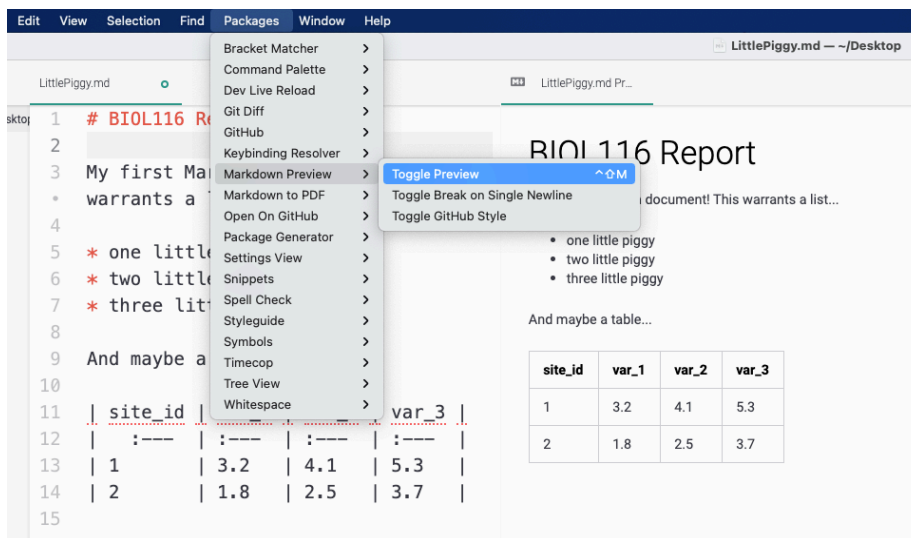 Edit View Selection Find Packages Window Help
LittlePiggy.md — ~/Desktop
LittlePiggy.md
LittlePiggy.md Pr...
sktop
Bracket Matcher
Command Palette
Dev Live Reload
Git Diff
GitHub
Keybinding Resolver
Markdown Preview
Markdown to PDF
Open On GitHub
Package Generator
Settings View
Snippets
Spell Check
Styleguide
Symbols
Timecop
Tree View
Whitespace
Toggle Preview ^⇧M
Toggle Break on Single Newline
Toggle GitHub Style
1 # BIOL116 Re
2
3 My first Mar
• warrants a
4
5 * one little
6 * two little
7 * three litt
8
9 And maybe a
10
11 | site_id | | | var_3 |
12 | :--- | :--- | :--- | :--- |
13 | 1 | 3.2 | 4.1 | 5.3 |
14 | 2 | 1.8 | 2.5 | 3.7 |
15
BIOL116 Report
document! This warrants a list...
• one little piggy
• two little piggy
• three little piggy
And maybe a table...
site_id var_1 var_2 var_3
1 3.2 4.1 5.3
2 1.8 2.5 3.7